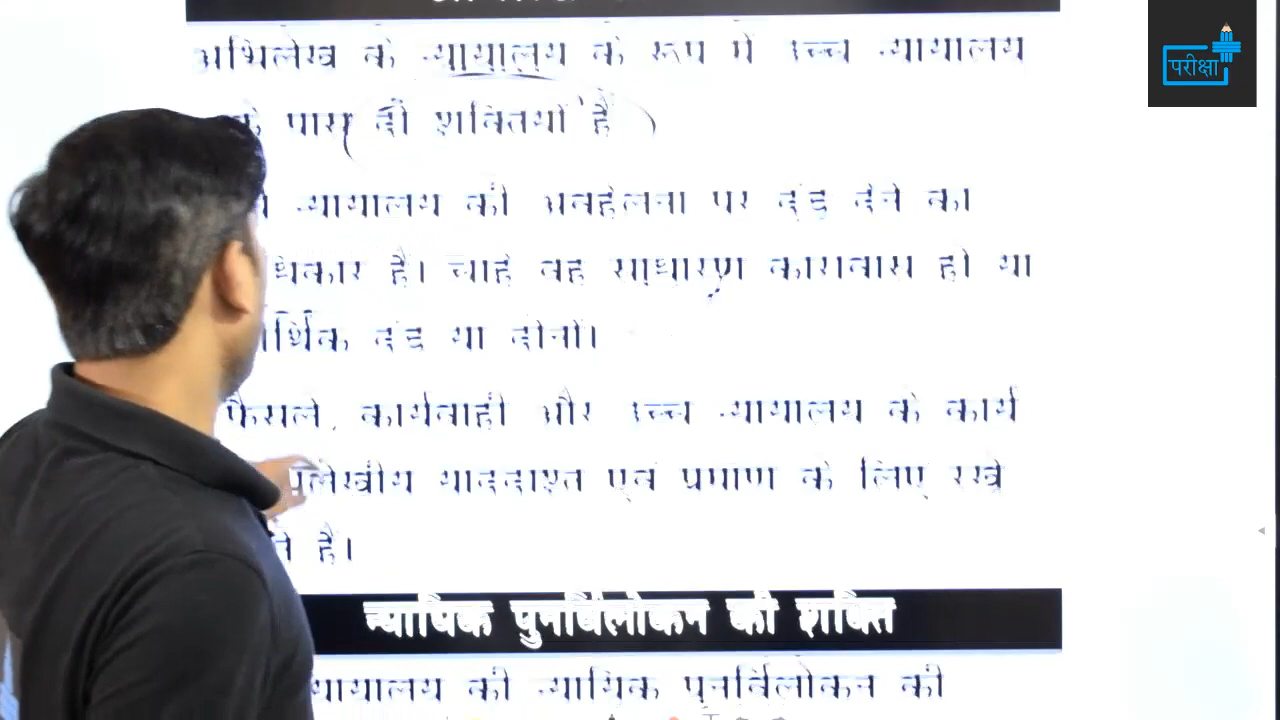 परीक्षा
अभिलेख के न्यायालय के रूप में उच्च न्यायालय
के पास दो शक्तियां हैं
न्यायालय की अवहेलना पर दंड देने का
धिकार है। चाहे वह साधारण कारावास हो या
र्थिक दंड या दोनों।
फैसले, कार्यवाही और उच्च न्यायालय के कार्य
लेखीय याददाश्त एवं प्रमाण के लिए रखे
ते हैं।
न्यायिक पुनर्विलोकन की शक्ति
यायालय की न्यायिक पुनर्विलोकन की